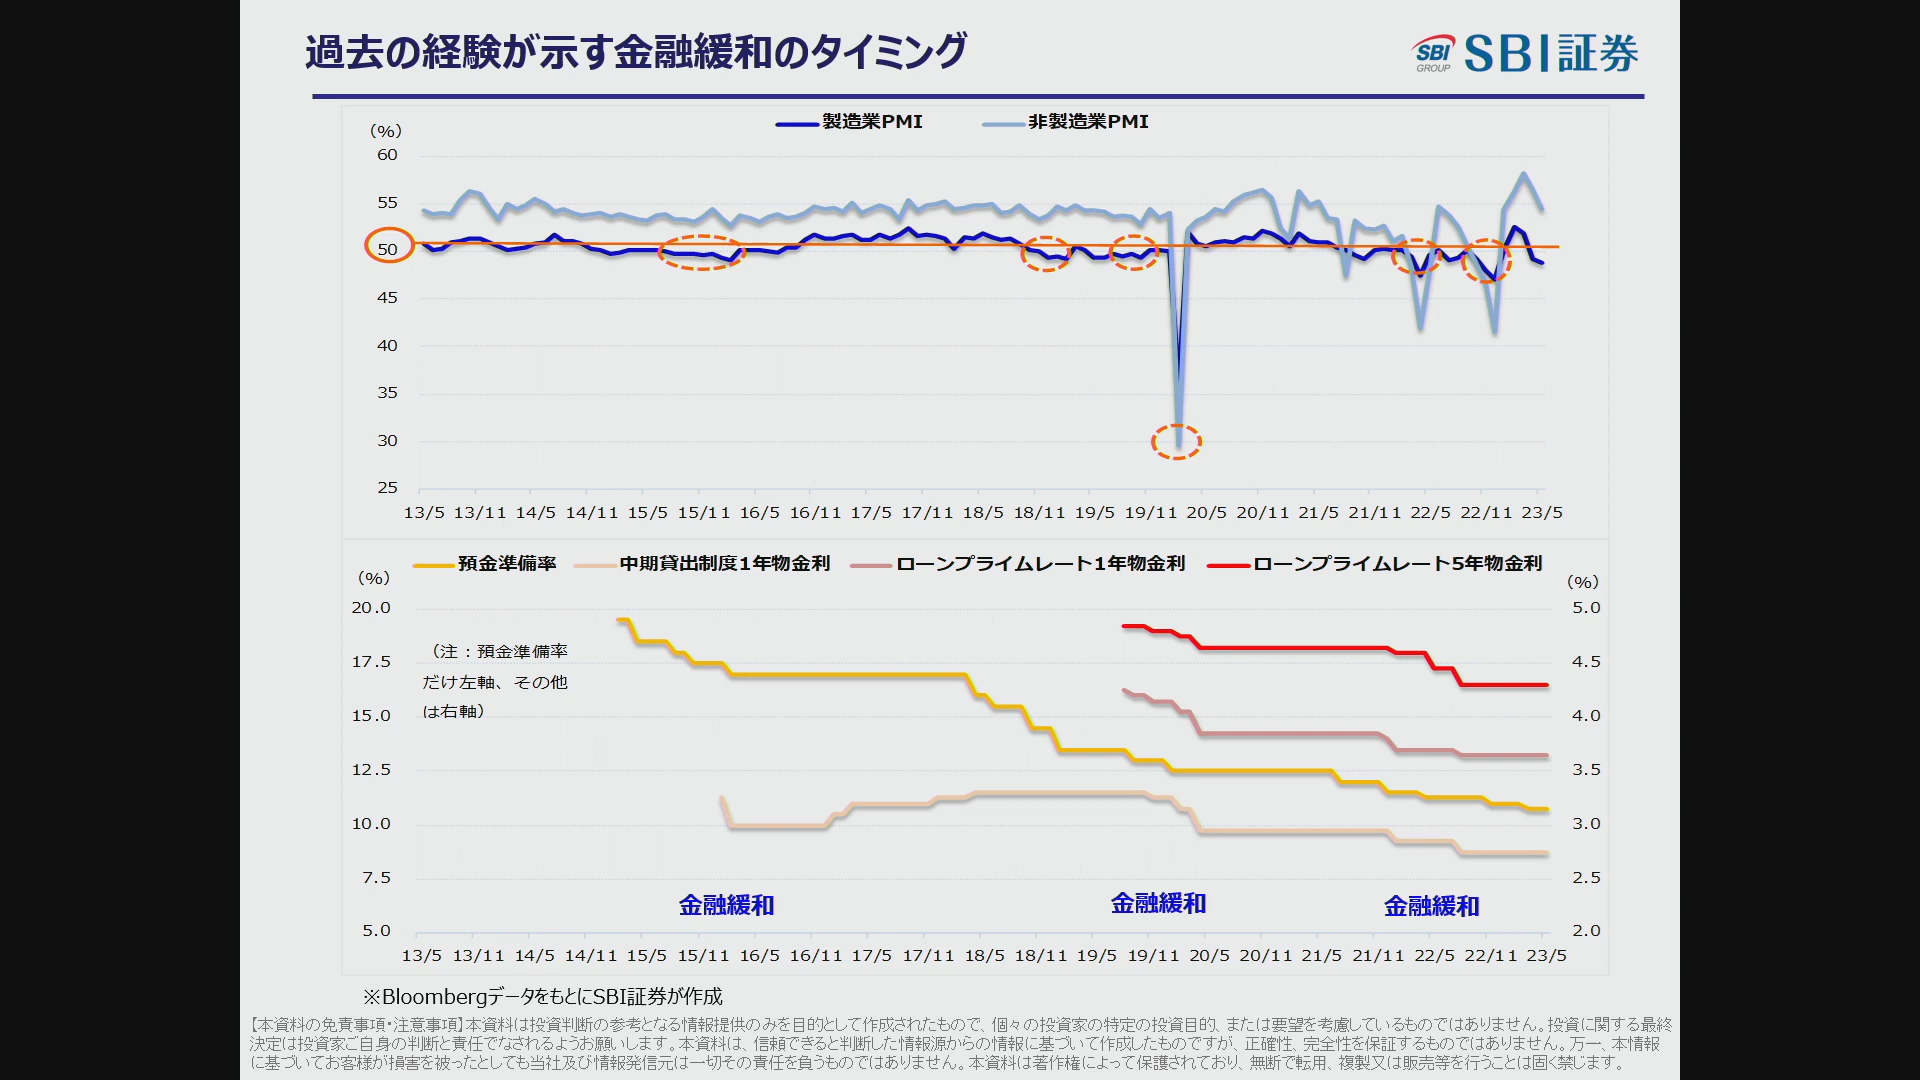 過去の経験が示す金融緩和のタイミング
SBI GROUP SBI証券
製造業PMI 非製造業PMI
（%）
60
55
50
45
40
35
30
25
13/5 13/11 14/5 14/11 15/5 15/11 16/5 16/11 17/5 17/11 18/5 18/11 19/5 19/11 20/5 20/11 21/5 21/11 22/5 22/11 23/5
預金準備率 中期貸出制度1年物金利 ローンプライムレート1年物金利 ローンプライムレート5年物金利
（%） （%）
20.0 5.0
（注：預金準備率
17.5 4.5
だけ左軸、その他
は右軸）
15.0 4.0
12.5 3.5
10.0 3.0
7.5 2.5
金融緩和 金融緩和 金融緩和
5.0 2.0
13/5 13/11 14/5 14/11 15/5 15/11 16/5 16/11 17/5 17/11 18/5 18/11 19/5 19/11 20/5 20/11 21/5 21/11 22/5 22/11 23/5
※BloombergデータをもとにSBI証券が作成
【本資料の免責事項・注意事項】本資料は投資判断の参考となる情報提供のみを目的として作成されたもので、個々の投資家の特定の投資目的、または要望を考慮しているものではありません。投資に関する最終
決定は投資家ご自身の判断と責任でなされるようお願いします。本資料は、信頼できると判断した情報源からの情報に基づいて作成したものですが、正確性、完全性を保証するものではありません。万一、本情報
に基づいてお客様が損害を被ったとしても当社及び情報発信元は一切その責任を負うものではありません。本資料は著作権によって保護されており、無断で転用、複製又は販売等を行うことは固く禁じます。